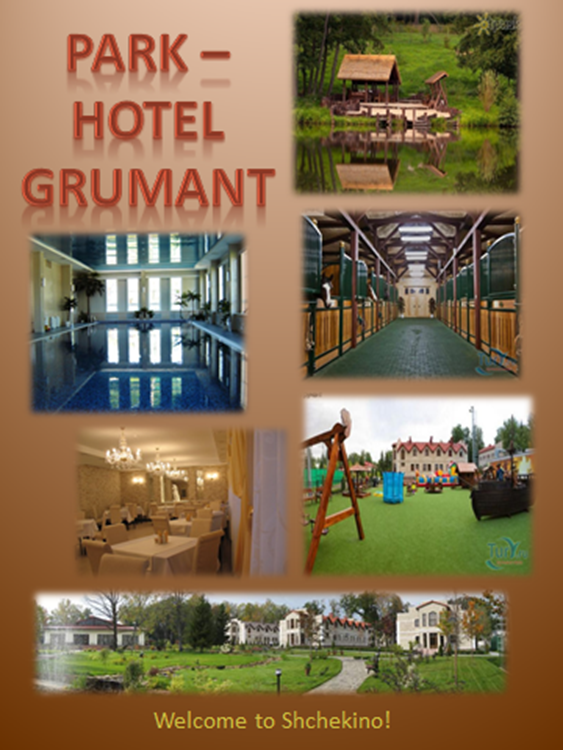 PARK –
HOTEL
GRUMANT
Welcome to Shchekino!